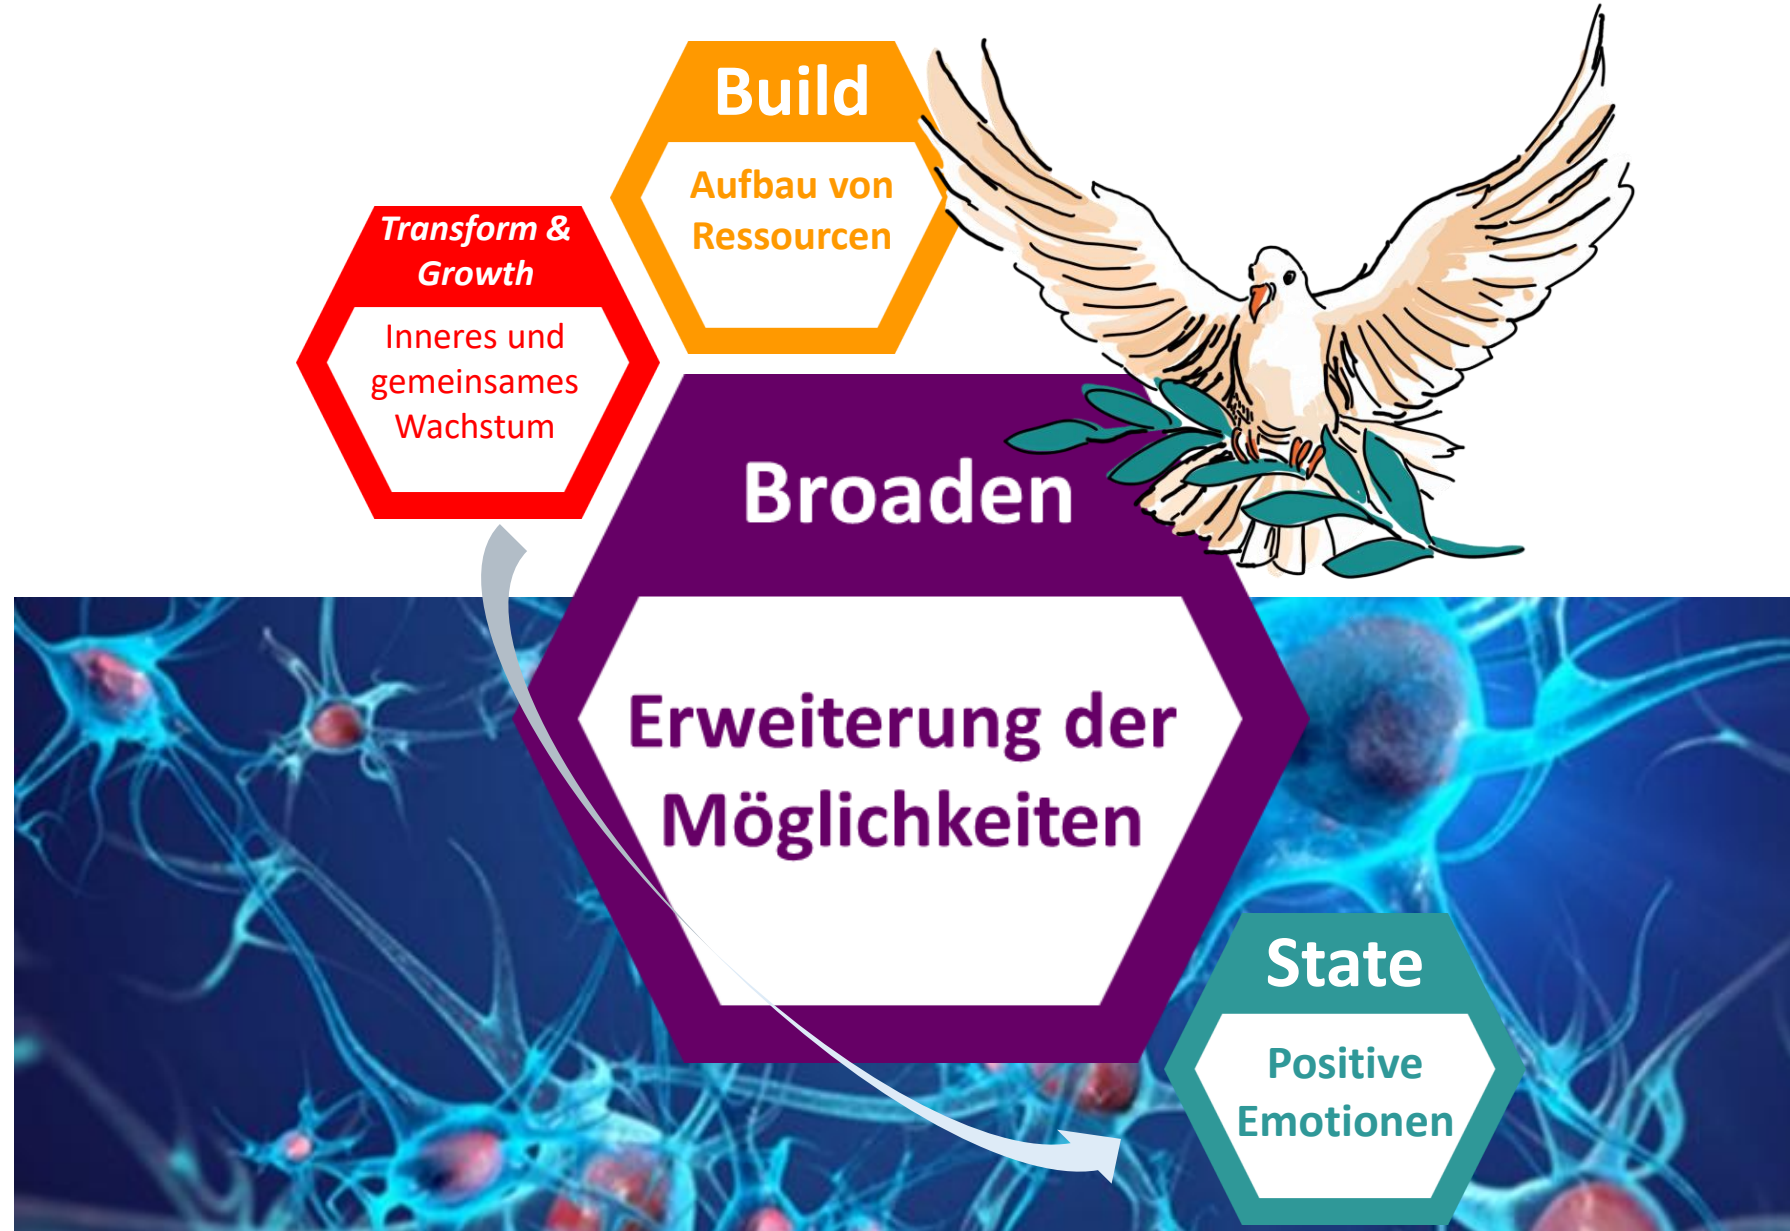 Build
Aufbau von
Ressourcen
Transform &
Growth
Inneres und
gemeinsames
Wachstum
Broaden
Erweiterung der
Möglichkeiten
State
Positive
Emotionen